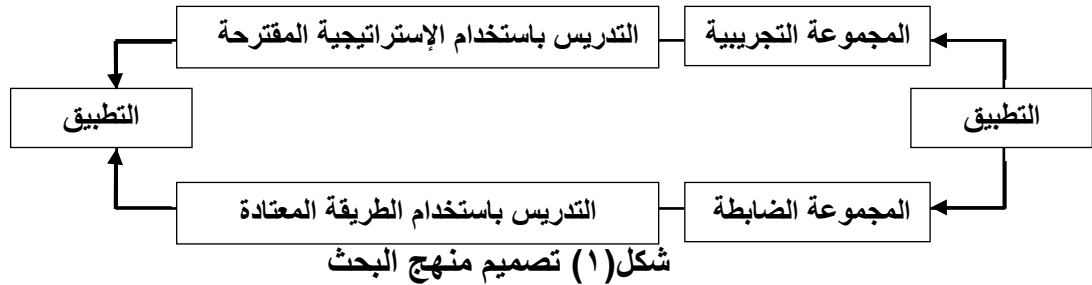 المجموعة التجريبية
التدريس باستخدام الإستراتيجية المقترحة
التطبيق
التطبيق
المجموعة الضابطة
التدريس باستخدام الطريقة المعتادة
شكل(١) تصميم منهج البحث